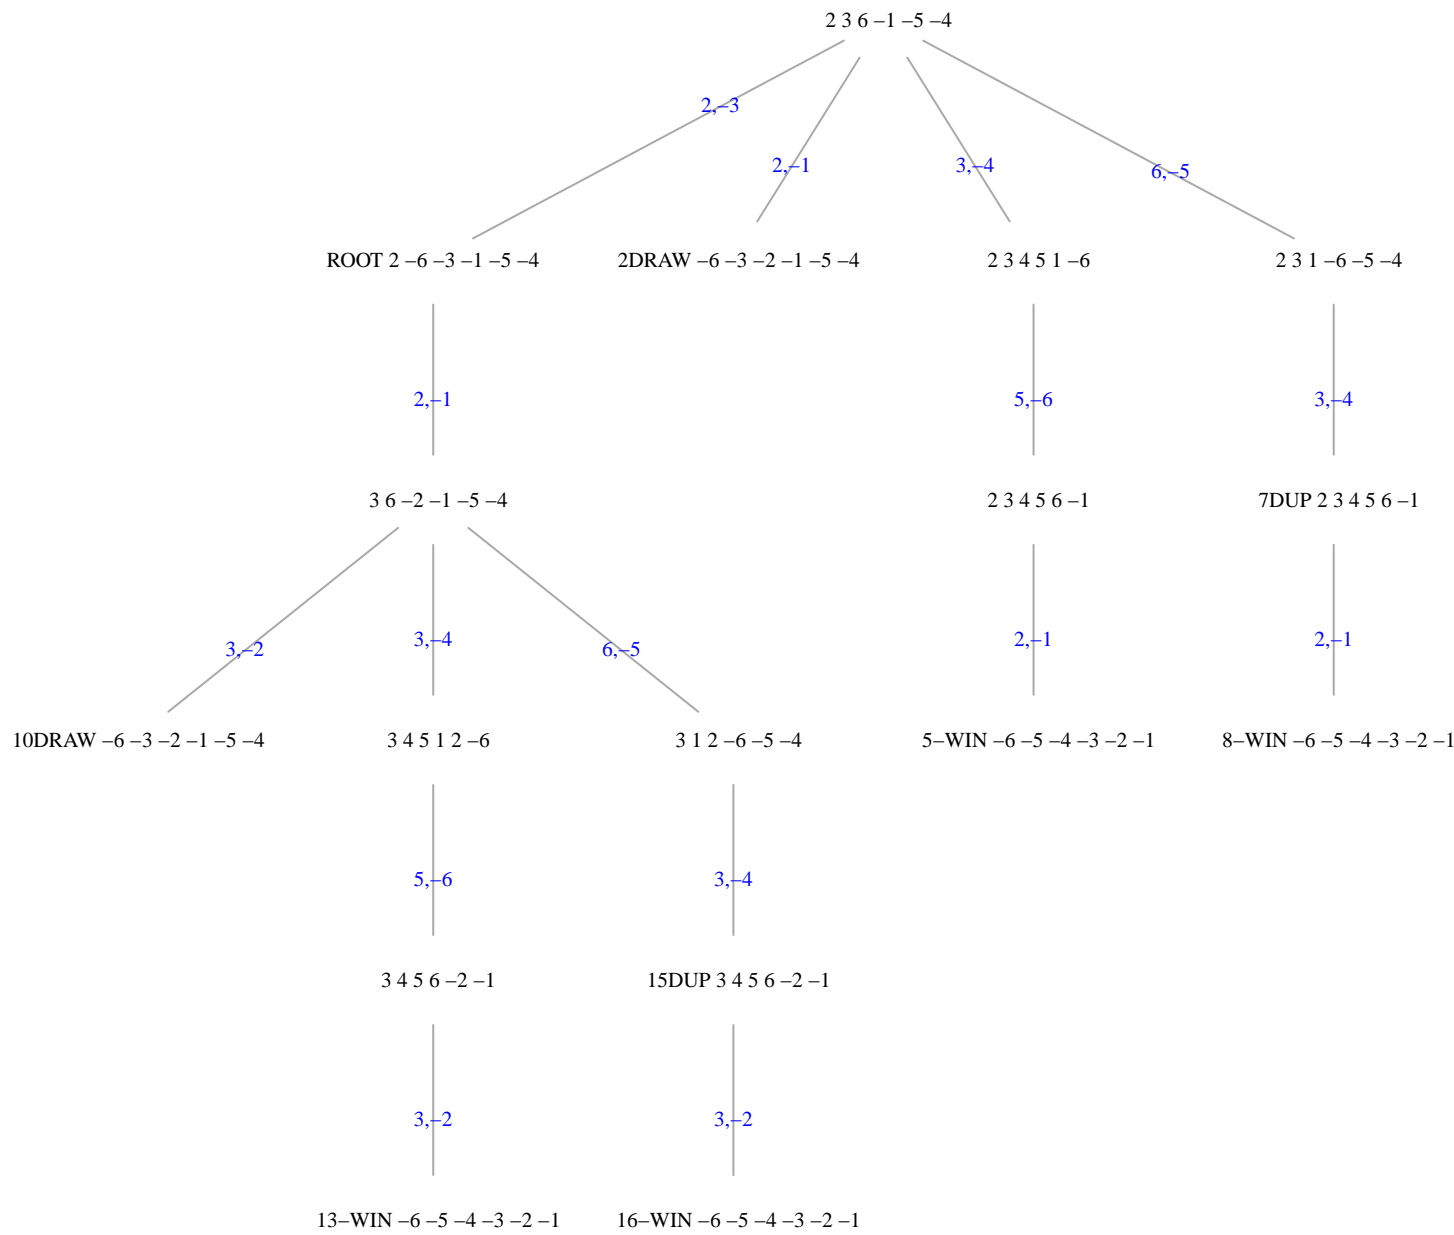 2 3 6 –1 –5 –4
2,–3
2,–1
3,–4
6,–5
ROOT 2 –6 –3 –1 –5 –4
2DRAW –6 –3 –2 –1 –5 –4
2 3 4 5 1 –6
2 3 1 –6 –5 –4
2,–1
5,–6
3,–4
3 6 –2 –1 –5 –4
2 3 4 5 6 –1
7DUP 2 3 4 5 6 –1
3,–2
3,–4
6,–5
2,–1
2,–1
10DRAW –6 –3 –2 –1 –5 –4
3 4 5 1 2 –6
3 1 2 –6 –5 –4
5–WIN –6 –5 –4 –3 –2 –1
8–WIN –6 –5 –4 –3 –2 –1
5,–6
3,–4
3 4 5 6 –2 –1
15DUP 3 4 5 6 –2 –1
3,–2
3,–2
13–WIN –6 –5 –4 –3 –2 –1
16–WIN –6 –5 –4 –3 –2 –1